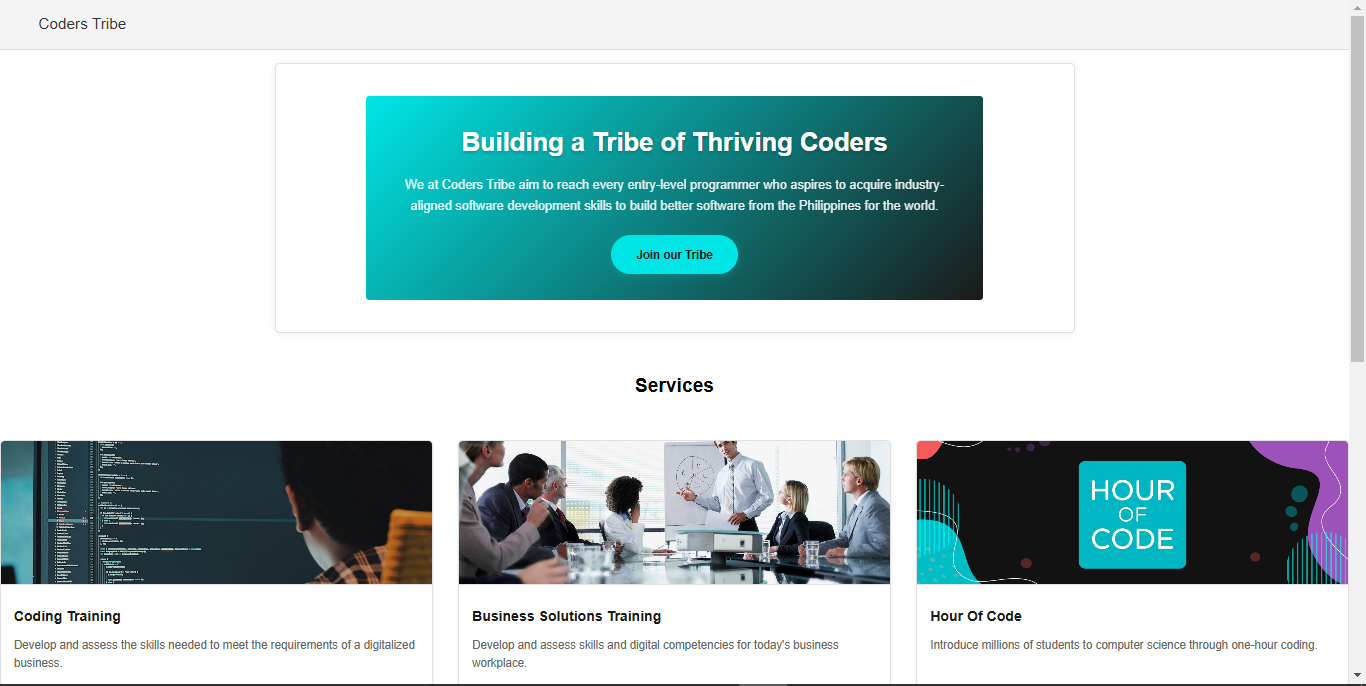 Coders Tribe
Building a Tribe of Thriving Coders
We at Coders Tribe aim to reach every entry-level programmer who aspires to acquire industry-
aligned software development skills to build better software from the Philippines for the world.
Join our Tribe
Services
HOUR
OF
CODE
Coding Training
Develop and assess the skills needed to meet the requirements of a digitalized
business.
Business Solutions Training
Develop and assess skills and digital competencies for today's business
workplace.
Hour Of Code
Introduce millions of students to computer science through one-hour coding.